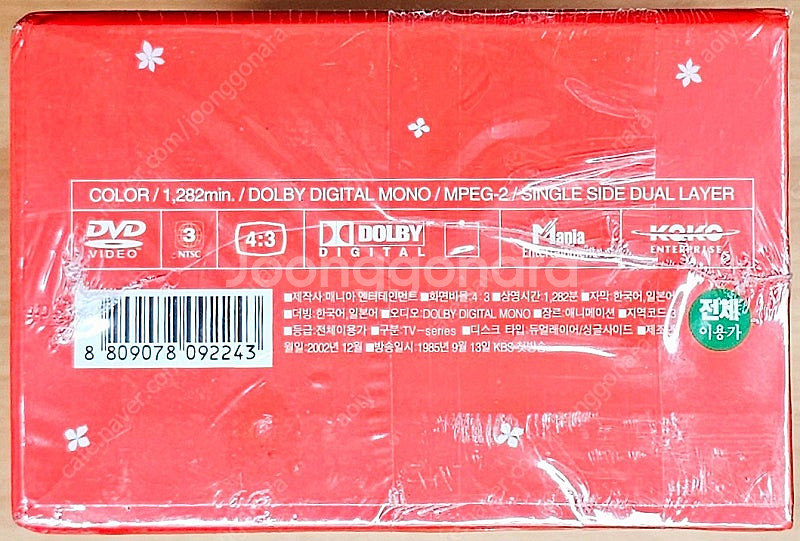 COLOR / 1,282min. / DOLBY DIGITAL MONO / MPEG-2 / SINGLE SIDE DUAL LAYER
DVD
VIDEO
3
NTSC
4:3
DOLBY
DIGITAL
Mania
Entertainment
KOKO
ENTERPRISE
Joonggonara
■제작사:매니아 엔터테인먼트 ■화면비율:4:3 ■상영시간:1,282분 ■자막:한국어,일본어
■더빙:한국어,일본어 ■오디오:DOLBY DIGITAL MONO ■장르:애니메이션 ■지역코드:3
■등급:전체이용가 ■구분:TV-series ■디스크 타입:듀얼레이어/싱글사이드 ■제조
월일:2002년 12월 ■방송일시:1985년 9월 13일 KBS 첫방송
전체
이용가
8 809078 092243
cafe.naver.com/joonggonara